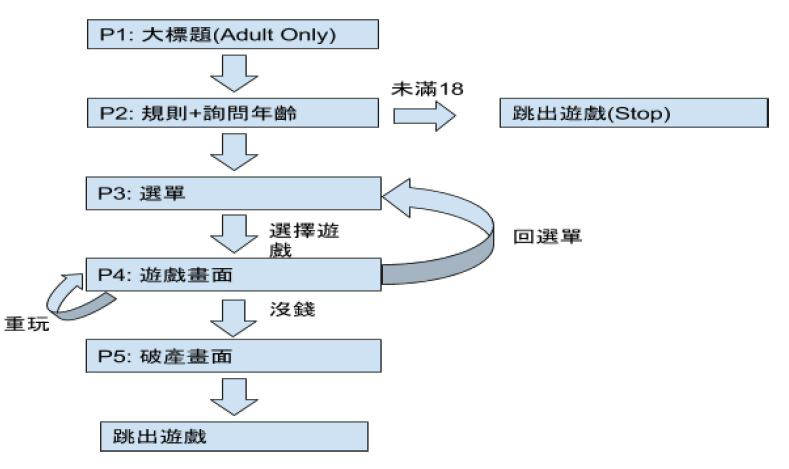 P1: 大標題(Adult Only)
未滿18
P2: 規則+詢問年齡
跳出遊戲(Stop)
P3: 選單
選擇遊
戲
回選單
P4: 遊戲畫面
沒錢
重玩
P5: 破產畫面
跳出遊戲